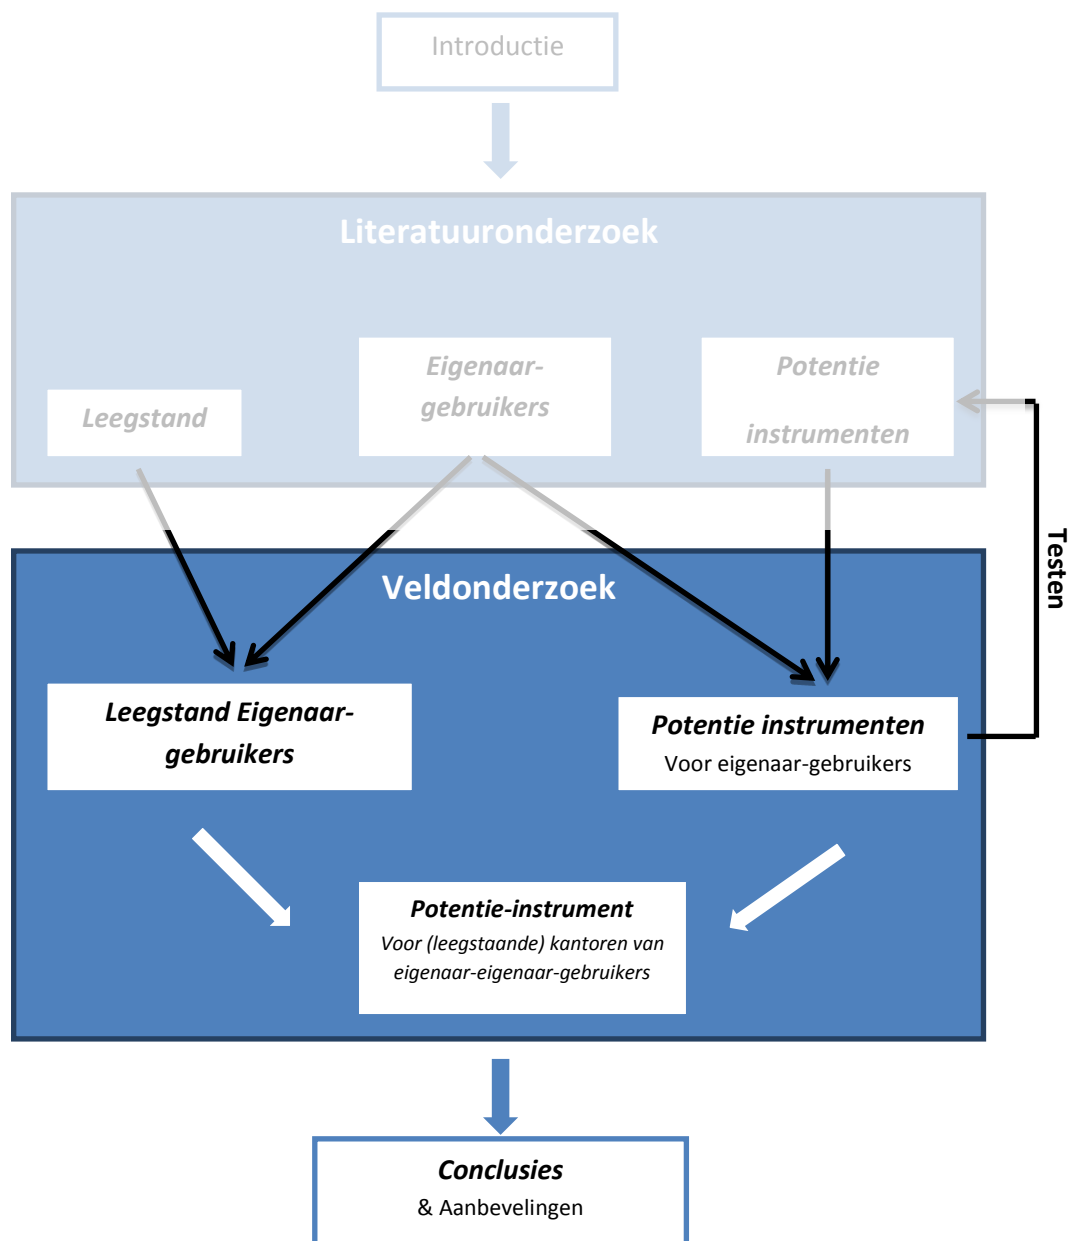 Introductie
Literatuuronderzoek
Leegstand
Eigenaar-
gebruikers
Potentie
instrumenten
Testen
Veldonderzoek
Leegstand Eigenaar-
gebruikers
Potentie instrumenten
Voor eigenaar-gebruikers
Potentie-instrument
Voor (leegstaande) kantoren van
eigenaar-eigenaar-gebruikers
Conclusies
& Aanbevelingen